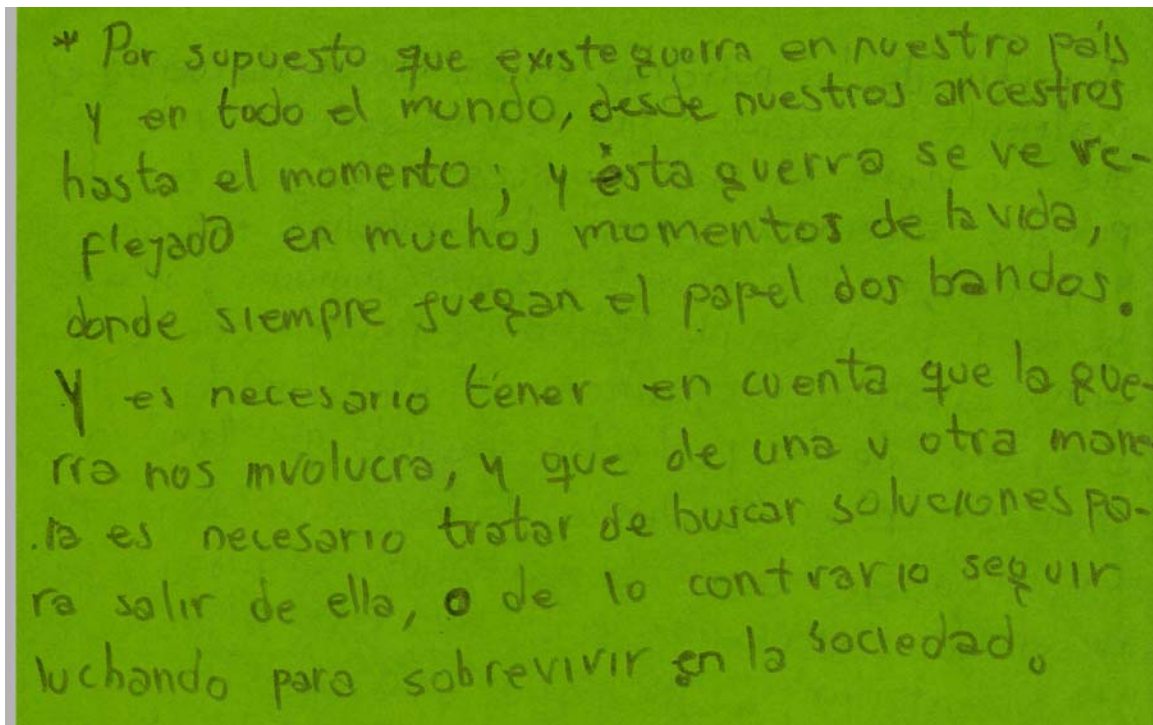 * Por supuesto que existe guerra en nuestro país
y en todo el mundo, desde nuestros ancestros
hasta el momento; y ésta guerra se ve re-
flejado en muchos momentos de la vida,
donde siempre juegan el papel dos bandos.
Y es necesario tener en cuenta que la gue-
rra nos involucra, y que de una u otra mane
ra es necesario tratar de buscar soluciones pa-
ra salir de ella, o de lo contrario seguir
luchando para sobrevivir en la sociedad.